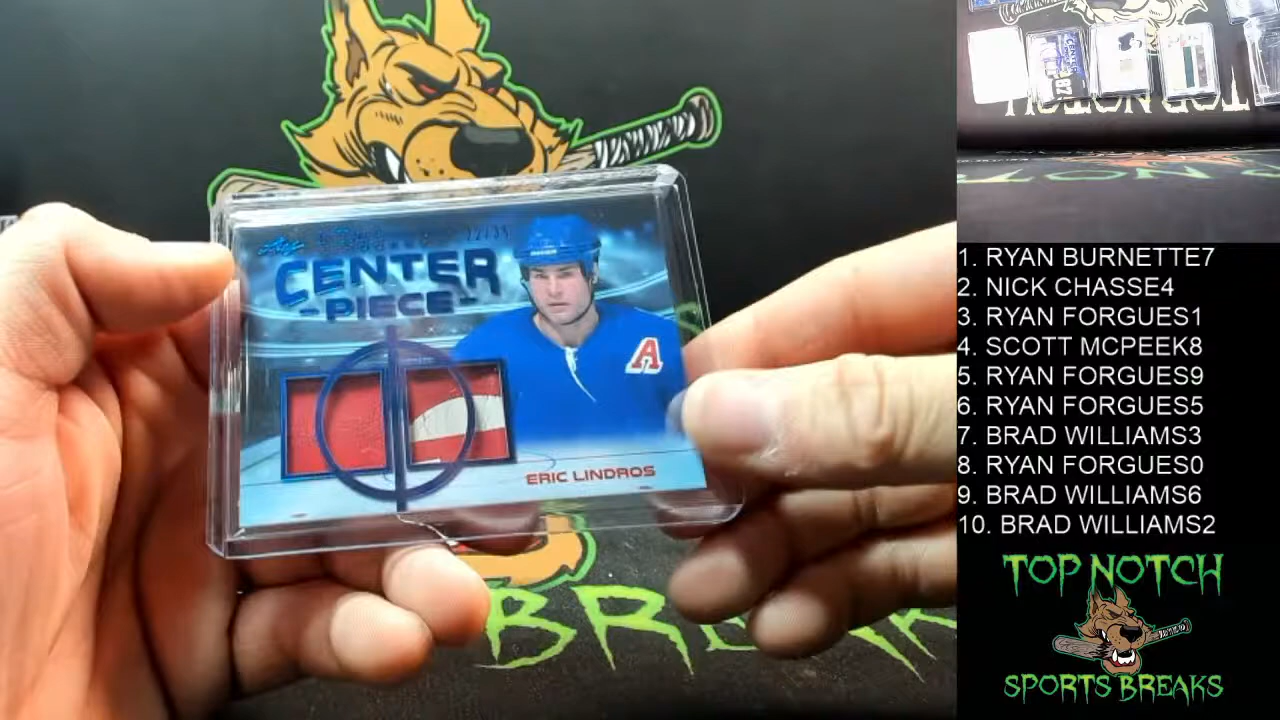 Leaf
CENTER
-PIECE-
A
ERIC LINDROS
BREAK
1. RYAN BURNETTE7
2. NICK CHASSE4
3. RYAN FORGUES1
4. SCOTT MCPEEK8
5. RYAN FORGUES9
6. RYAN FORGUES5
7. BRAD WILLIAMS3
8. RYAN FORGUES0
9. BRAD WILLIAMS6
10. BRAD WILLIAMS2
TOP NOTCH
SPORTS BREAKS